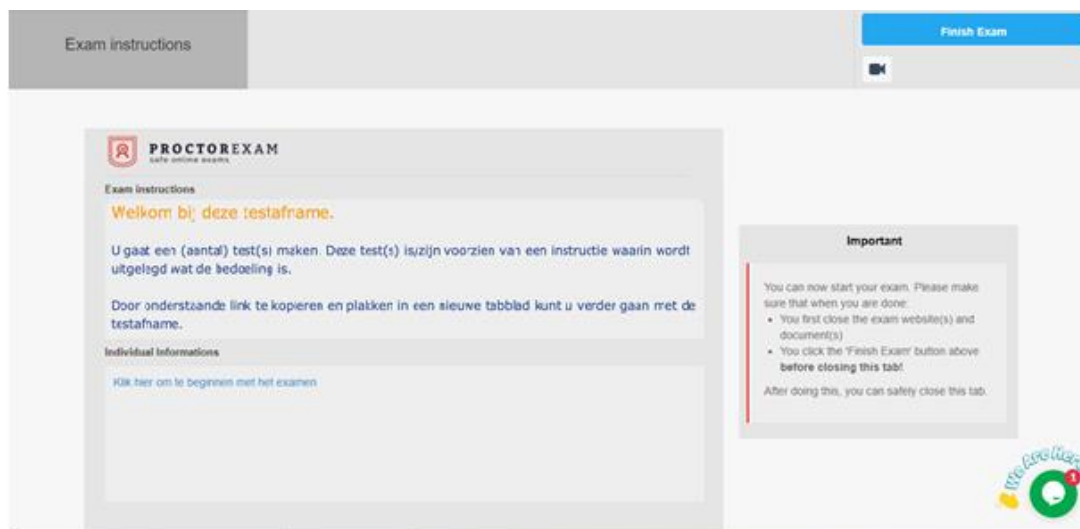 Exam instructions
Finish Exam
PROCTOREXAM
safe online exams
Exam instructions
Welkom bij deze testafname.
U gaat een (aantal) test(s) maken. Deze test(s) is/zijn voorzien van een instructie waarin wordt
uitgelegd wat de bedoeling is.
Door onderstaande link te kopieren en plakken in een nieuwe tabblad kunt u verder gaan met de
testafname.
Individual Informations
Klik hier om te beginnen met het examen
Important
You can now start your exam. Please make
sure that when you are done:
• You first close the exam website(s) and
document(s)
• You click the 'Finish Exam' button above
before closing this tab!
After doing this, you can safely close this tab.
We Are Here
1